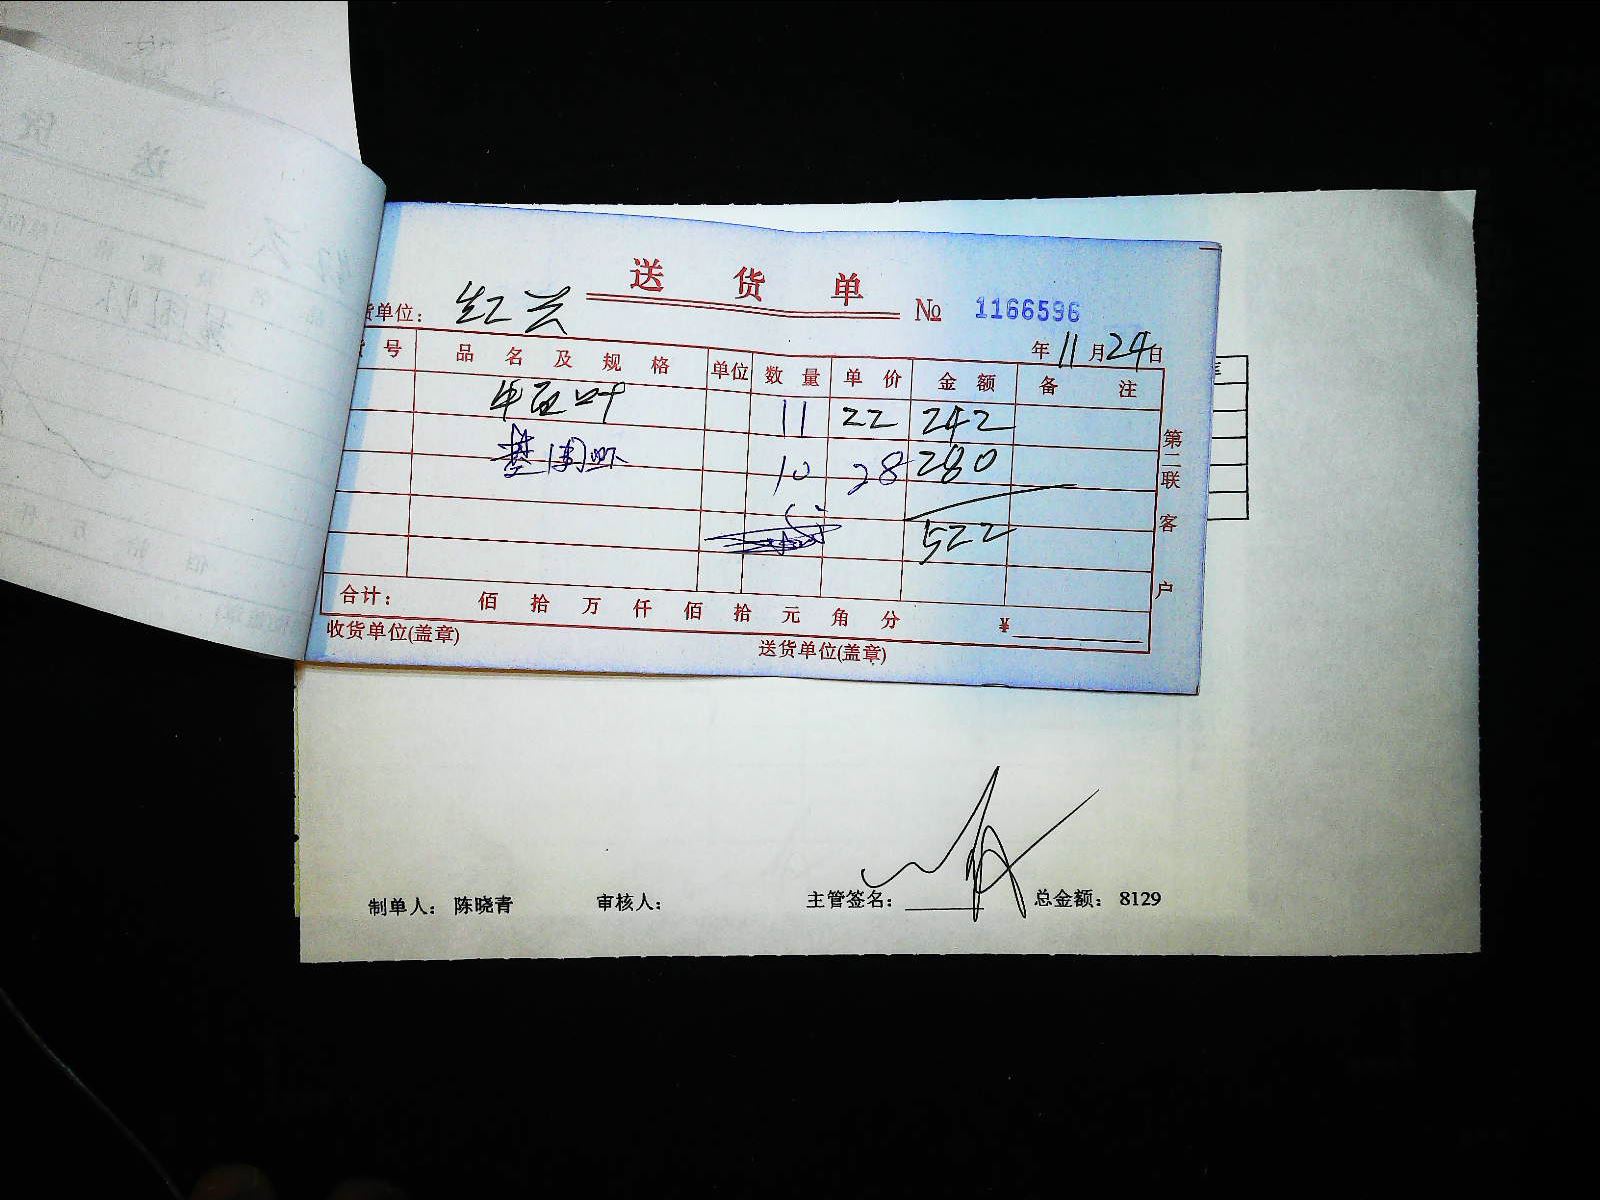 送 货 单
货单位： 红兴
№ 1166596
年 11 月 24 日
号 品 名 及 规 格 单位 数 量 单 价 金 额 备 注
牛百叶 11 22 242
基围虾 10 28 280
522
合计： 佰 拾 万 仟 佰 拾 元 角 分 ¥
收货单位(盖章) 送货单位(盖章)
第二联 客 户
制单人： 陈晓青 审核人： 主管签名： 总金额： 8129